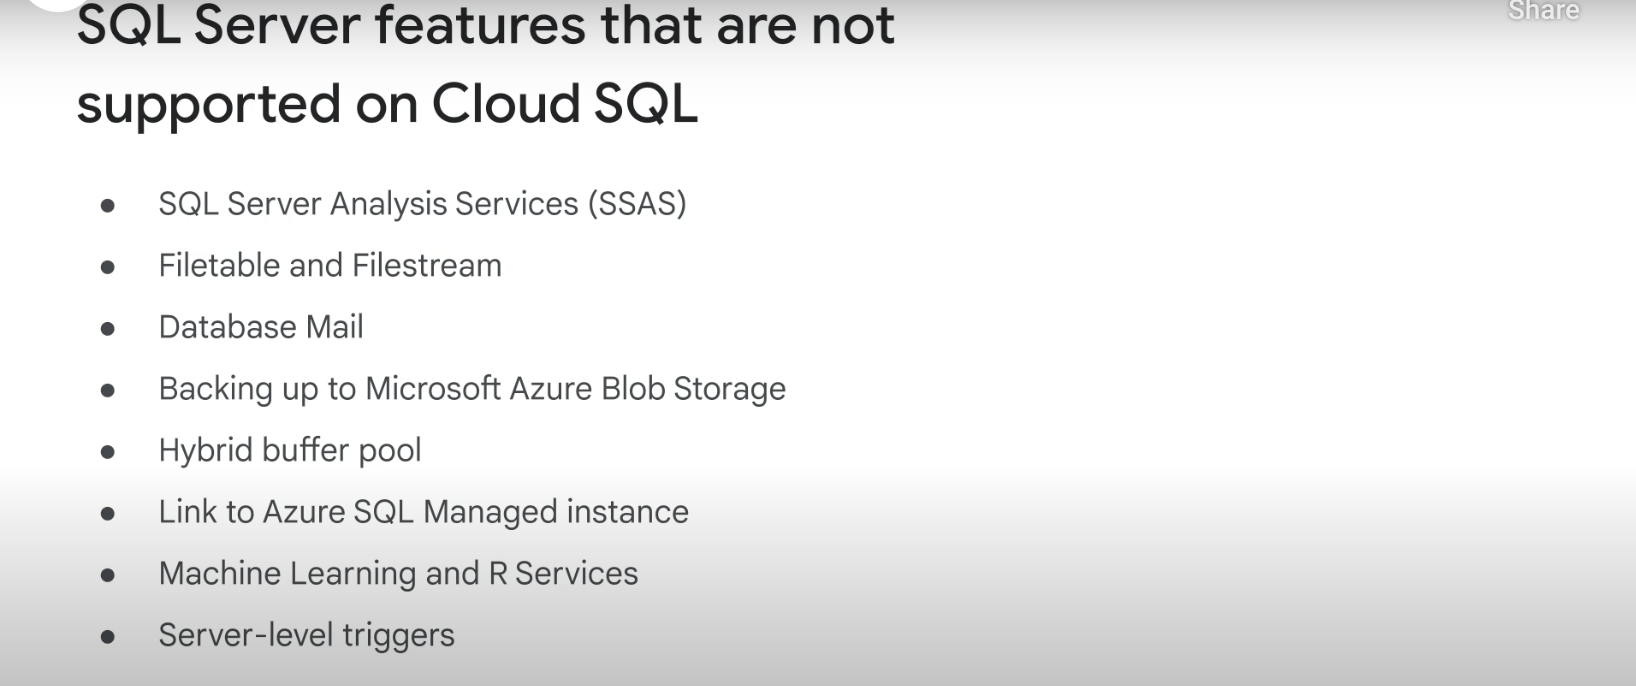 SQL Server features that are not
Share
supported on Cloud SQL
● SQL Server Analysis Services (SSAS)
● Filetable and Filestream
● Database Mail
● Backing up to Microsoft Azure Blob Storage
● Hybrid buffer pool
● Link to Azure SQL Managed instance
● Machine Learning and R Services
● Server-level triggers